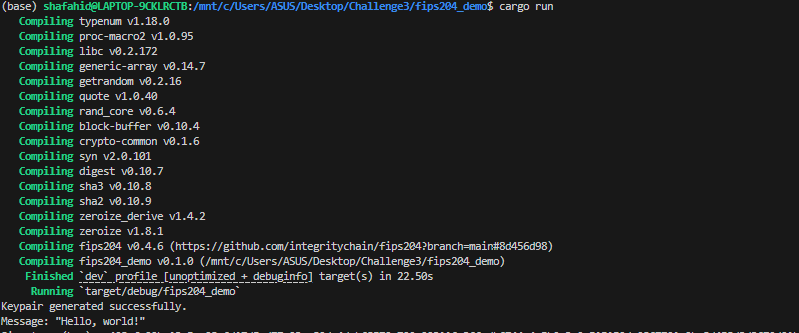 (base) shafahid@LAPTOP-9CKLRCTB:/mnt/c/Users/ASUS/Desktop/Challenge3/fips204_demo$ cargo run
Compiling typenum v1.18.0
Compiling proc-macro2 v1.0.95
Compiling libc v0.2.172
Compiling generic-array v0.14.7
Compiling getrandom v0.2.16
Compiling quote v1.0.40
Compiling rand_core v0.6.4
Compiling block-buffer v0.10.4
Compiling crypto-common v0.1.6
Compiling syn v2.0.101
Compiling digest v0.10.7
Compiling sha3 v0.10.8
Compiling sha2 v0.10.9
Compiling zeroize_derive v1.4.2
Compiling zeroize v1.8.1
Compiling fips204 v0.4.6 (https://github.com/integritychain/fips204?branch=main#8d456d98)
Compiling fips204_demo v0.1.0 (/mnt/c/Users/ASUS/Desktop/Challenge3/fips204_demo)
Finished `dev` profile [unoptimized + debuginfo] target(s) in 22.50s
Running `target/debug/fips204_demo`
Keypair generated successfully.
Message: "Hello, world!"